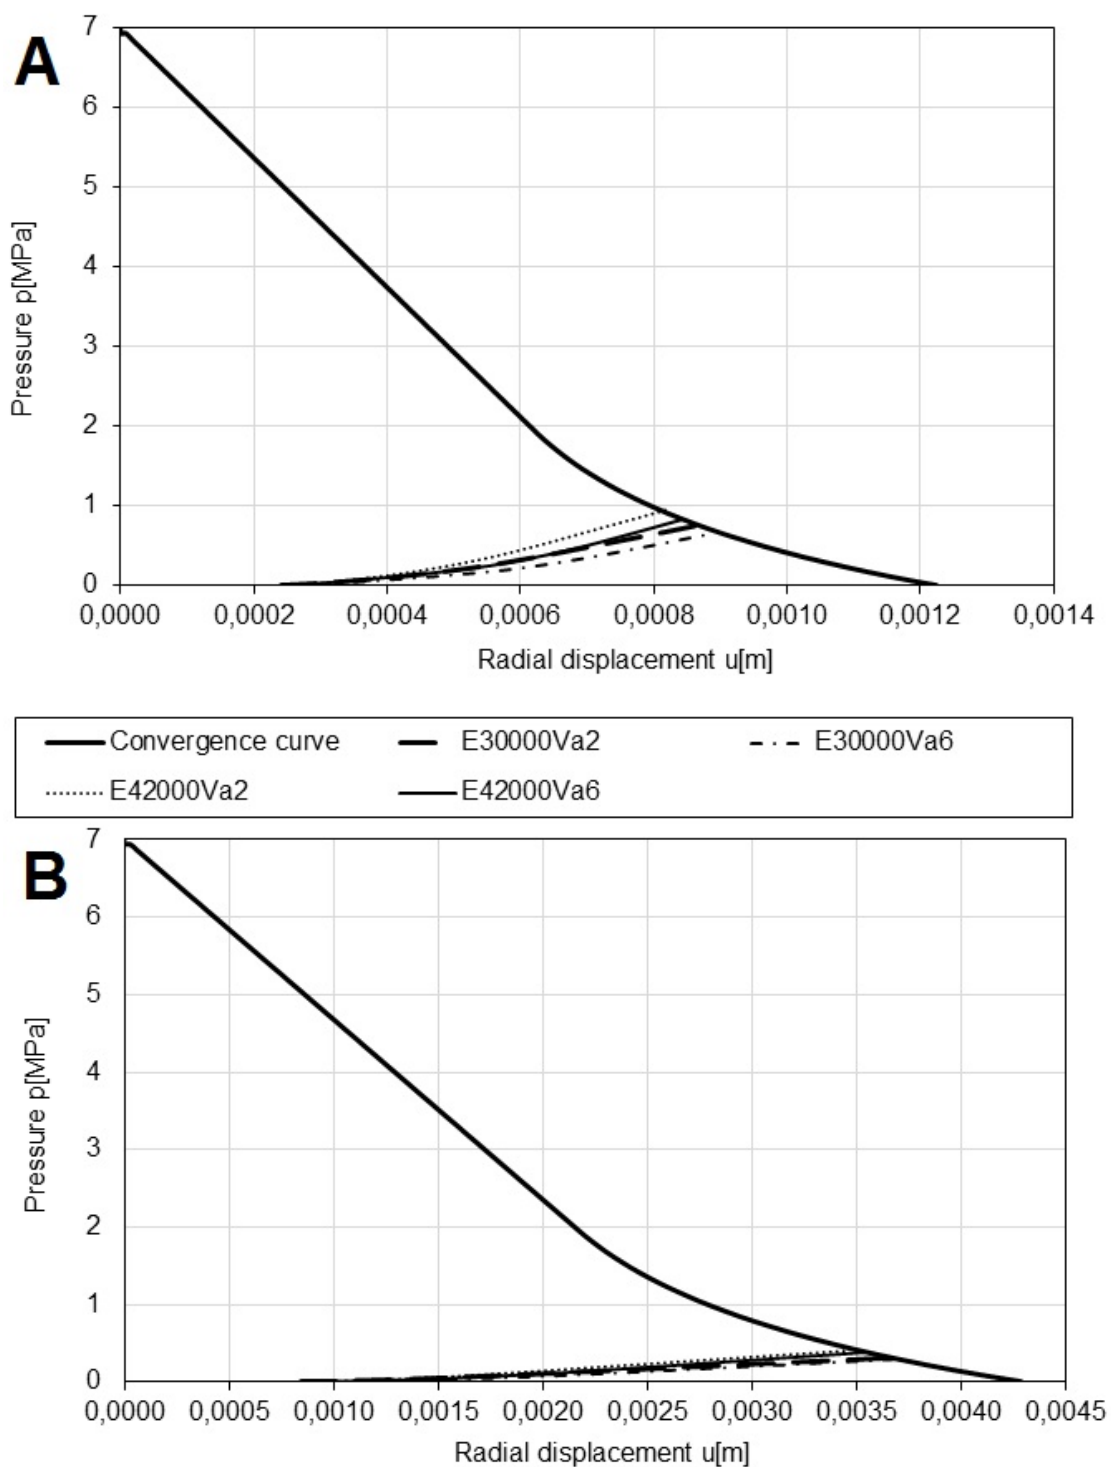 A
7
6
5
4
3
2
1
0
Pressure p[MPa]
0,0000 0,0002 0,0004 0,0006 0,0008 0,0010 0,0012 0,0014
Radial displacement u[m]
Convergence curve E30000Va2 E30000Va6
E42000Va2 E42000Va6
B
7
6
5
4
3
2
1
0
Pressure p[MPa]
0,0000 0,0005 0,0010 0,0015 0,0020 0,0025 0,0030 0,0035 0,0040 0,0045
Radial displacement u[m]